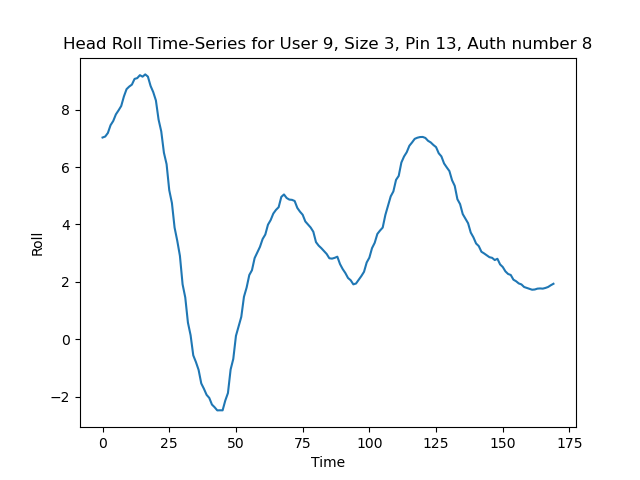 Head Roll Time-Series for User 9, Size 3, Pin 13, Auth number 8
Roll
8
6
4
2
0
−2
0 25 50 75 100 125 150 175
Time